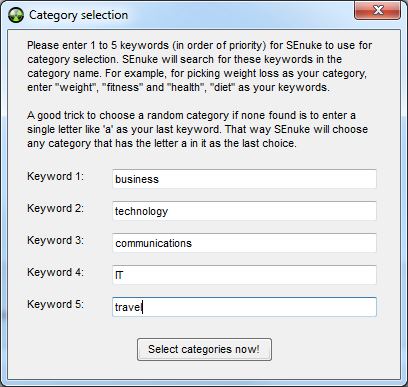 Category selection
Please enter 1 to 5 keywords (in order of priority) for SEnuke to use for
category selection. SEnuke will search for these keywords in the
category name. For example, for picking weight loss as your category,
enter "weight", "fitness" and "health", "diet" as your keywords.
A good trick to choose a random category if none found is to enter a
single letter like 'a' as your last keyword. That way SEnuke will choose
any category that has the letter a in it as the last choice.
Keyword 1: business
Keyword 2: technology
Keyword 3: communications
Keyword 4: IT
Keyword 5: travel
Select categories now!